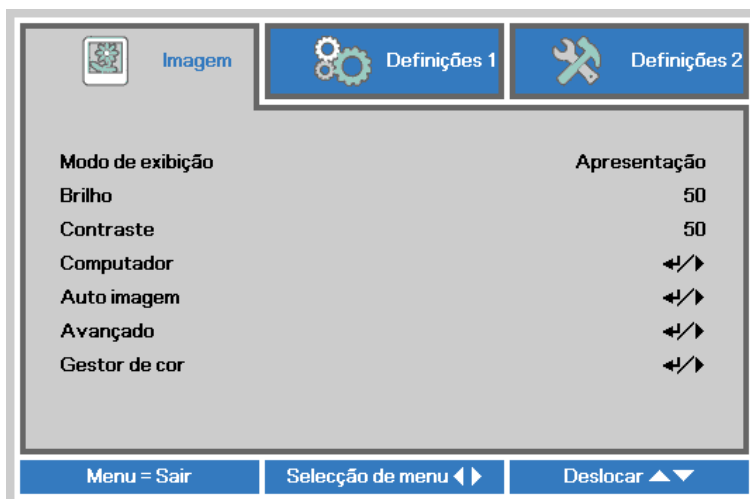 Imagem
Definições 1
Definições 2
Modo de exibição Apresentação
Brilho 50
Contraste 50
Computador
Auto imagem
Avançado
Gestor de cor
Menu = Sair
Selecção de menu
Deslocar